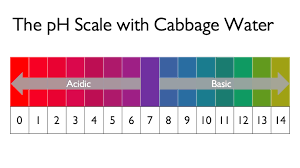 The pH Scale with Cabbage Water
Acidic Basic
0 1 2 3 4 5 6 7 8 9 10 11 12 13 14